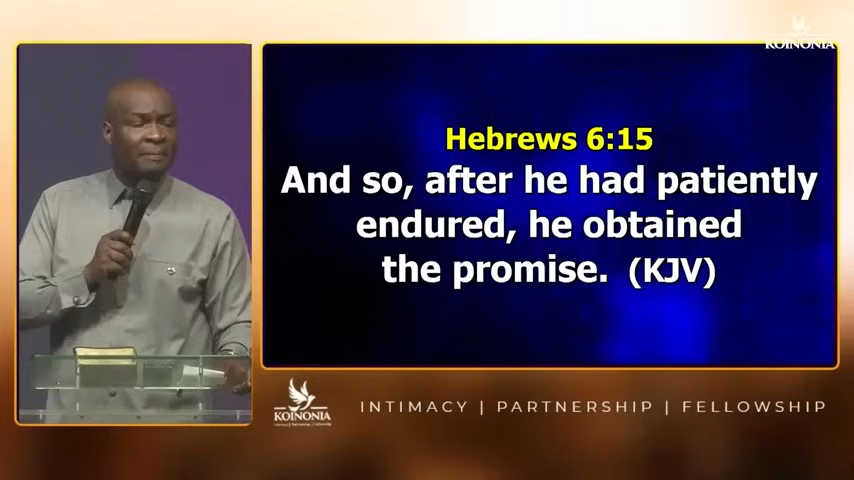 KOINONIA
Hebrews 6:15
And so, after he had patiently
endured, he obtained
the promise. (KJV)
KOINONIA
INTIMACY | PARTNERSHIP | FELLOWSHIP